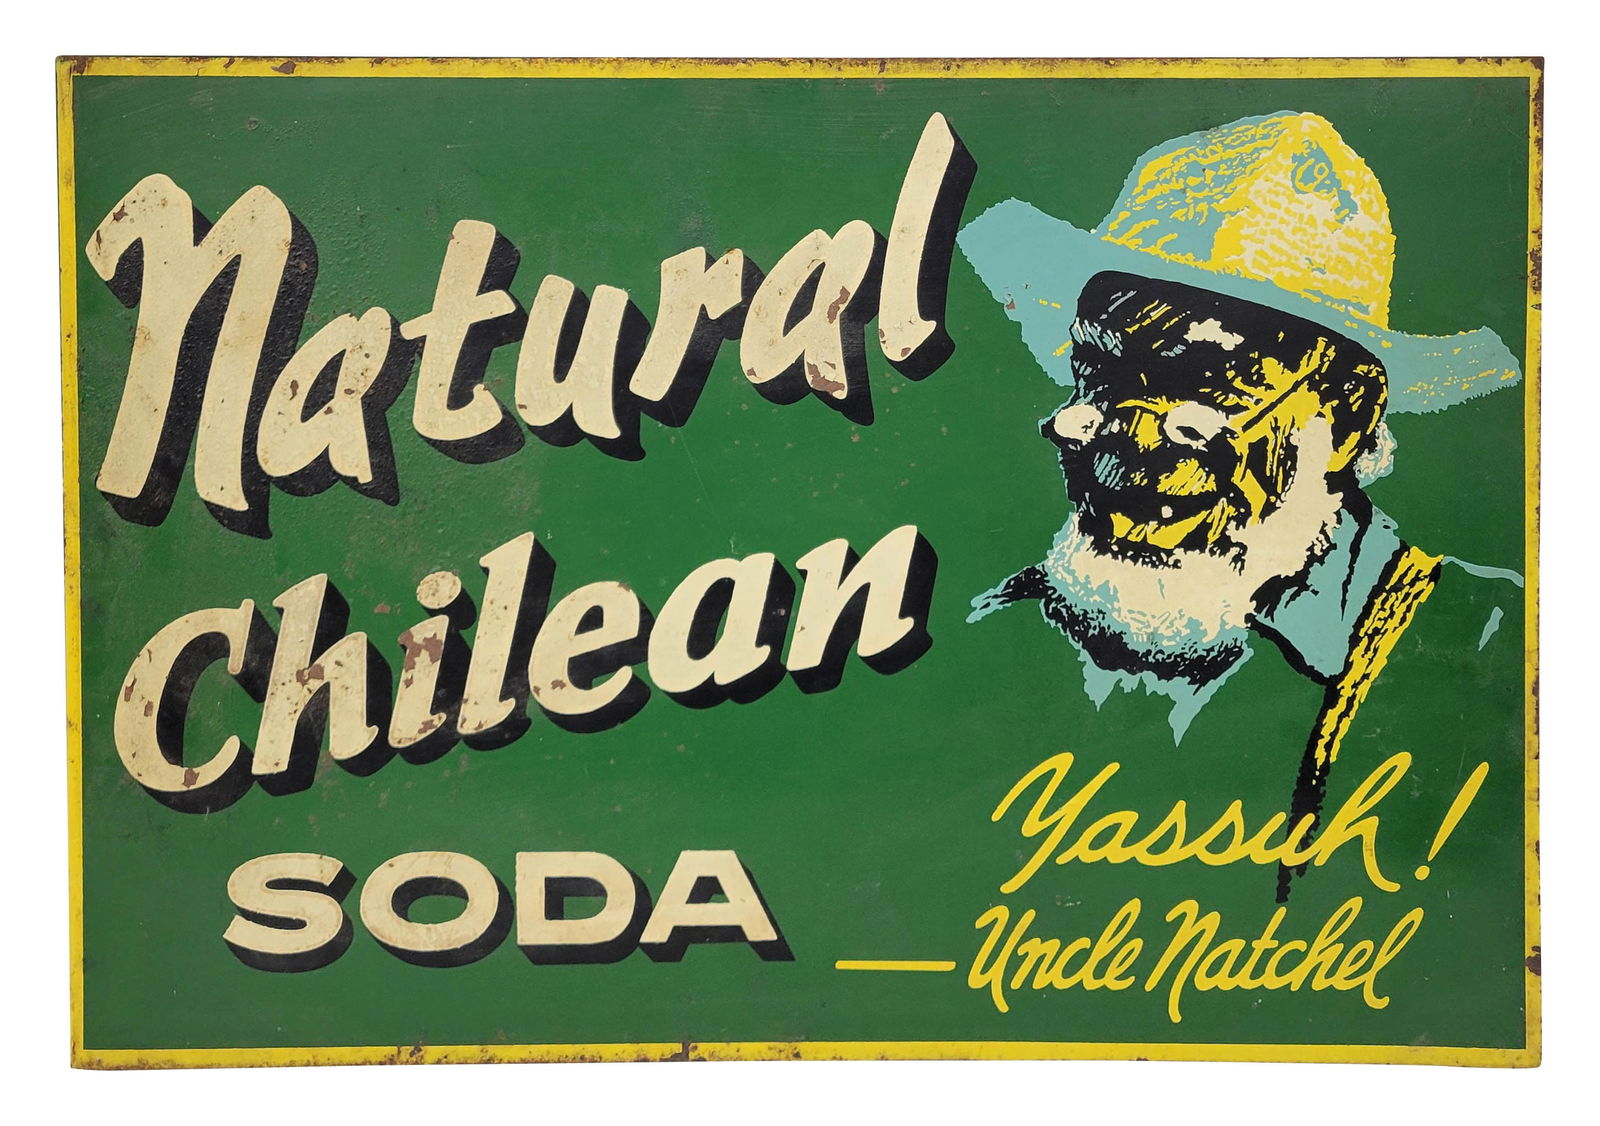 Natural
Chilean
SODA
Yassuh!
— Uncle Natchel